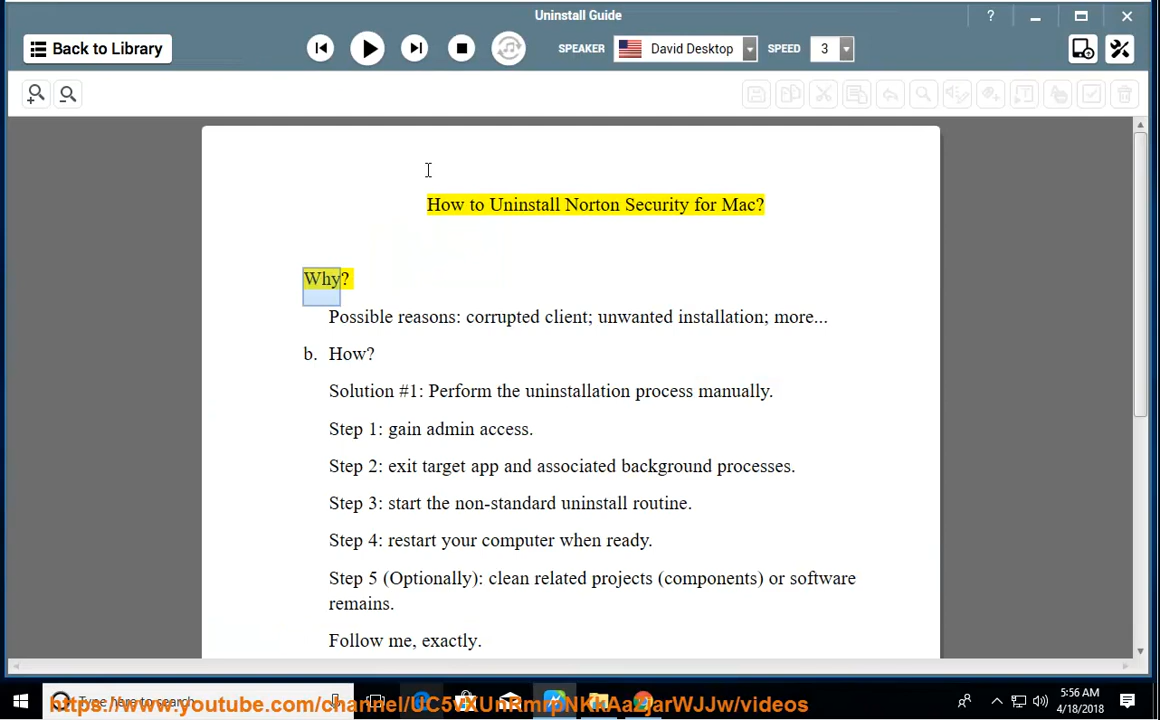 Uninstall Guide
?
Back to Library
SPEAKER
David Desktop
SPEED
3
How to Uninstall Norton Security for Mac?
Why?
Possible reasons: corrupted client; unwanted installation; more...
b. How?
Solution #1: Perform the uninstallation process manually.
Step 1: gain admin access.
Step 2: exit target app and associated background processes.
Step 3: start the non-standard uninstall routine.
Step 4: restart your computer when ready.
Step 5 (Optionally): clean related projects (components) or software
remains.
Follow me, exactly.
Type here to search
5:56 AM
4/18/2018